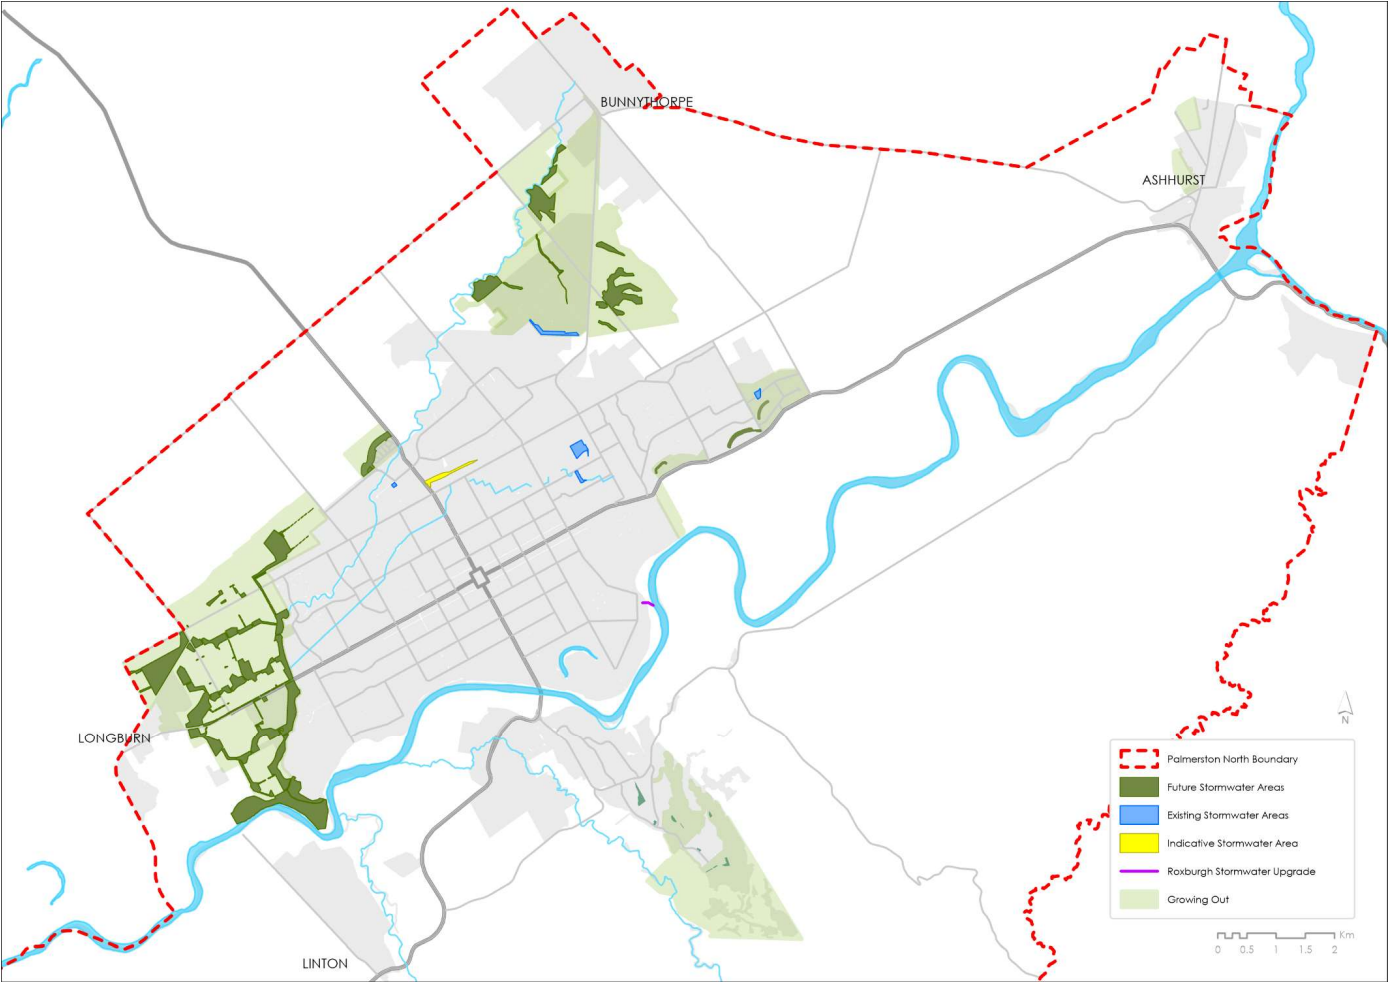 BUNNYTHORPE
ASHHURST
LONGBURN
LINTON
N
Palmerston North Boundary
Future Stormwater Areas
Existing Stormwater Areas
Indicative Stormwater Area
Roxburgh Stormwater Upgrade
Growing Out
Km
0 0.5 1 1.5 2